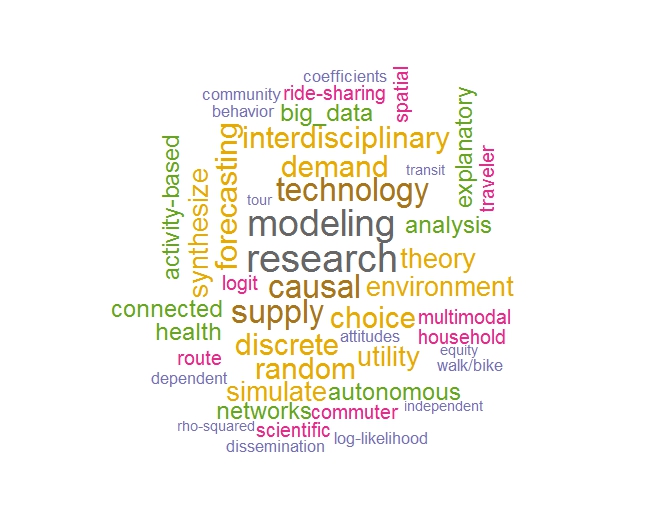 coefficients
spatial
community
ride-sharing
behavior
big_data
explanatory
interdisciplinary
forecasting
activity-based
demand
transit
traveler
synthesize
tour
technology
modeling
analysis
research
theory
logit
causal
environment
connected
supply
choice
multimodal
health
attitudes
household
discrete
utility
equity
route
random
walk/bike
dependent
simulate
autonomous
networks
commuter
independent
rho-squared
scientific
log-likelihood
dissemination